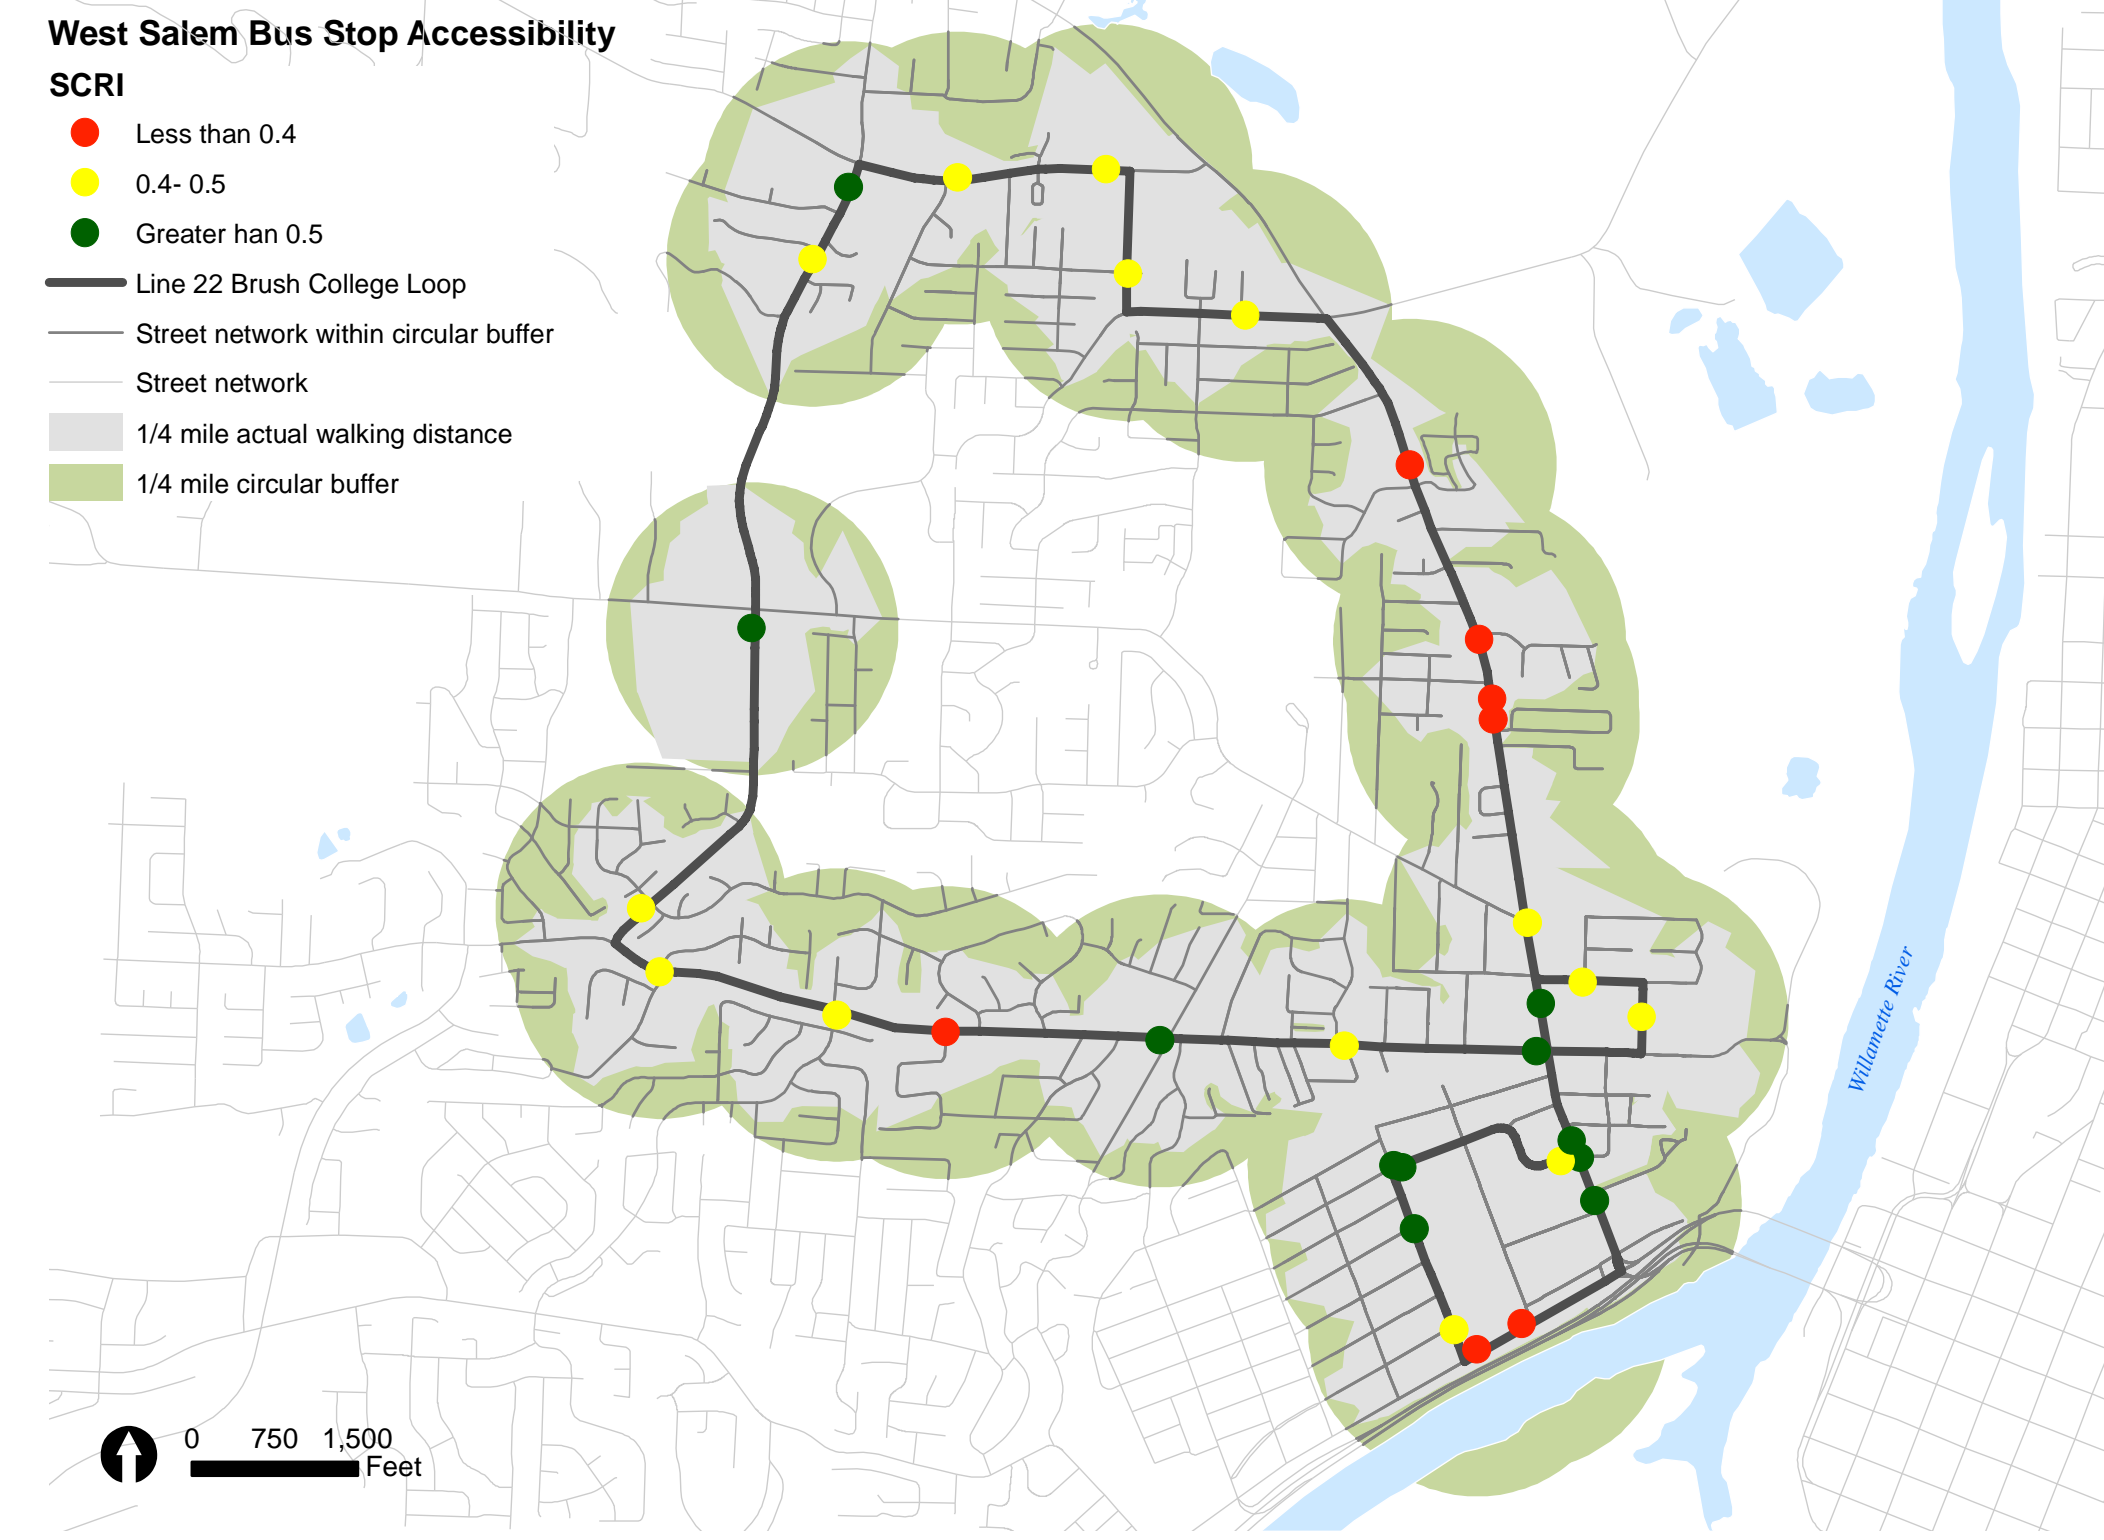 West Salem Bus Stop Accessibility
SCRI
Less than 0.4
0.4- 0.5
Greater han 0.5
Line 22 Brush College Loop
Street network within circular buffer
Street network
1/4 mile actual walking distance
1/4 mile circular buffer
Willamette River
0 750 1,500
Feet